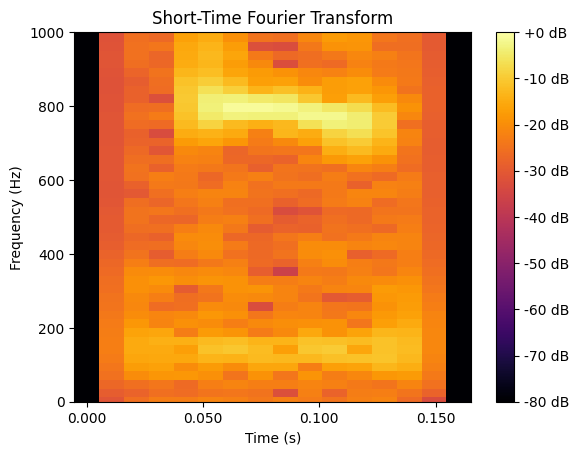 Short-Time Fourier Transform
1000
800
600
400
200
0
Frequency (Hz)
0.000
0.050
0.100
0.150
Time (s)
+0 dB
-10 dB
-20 dB
-30 dB
-40 dB
-50 dB
-60 dB
-70 dB
-80 dB